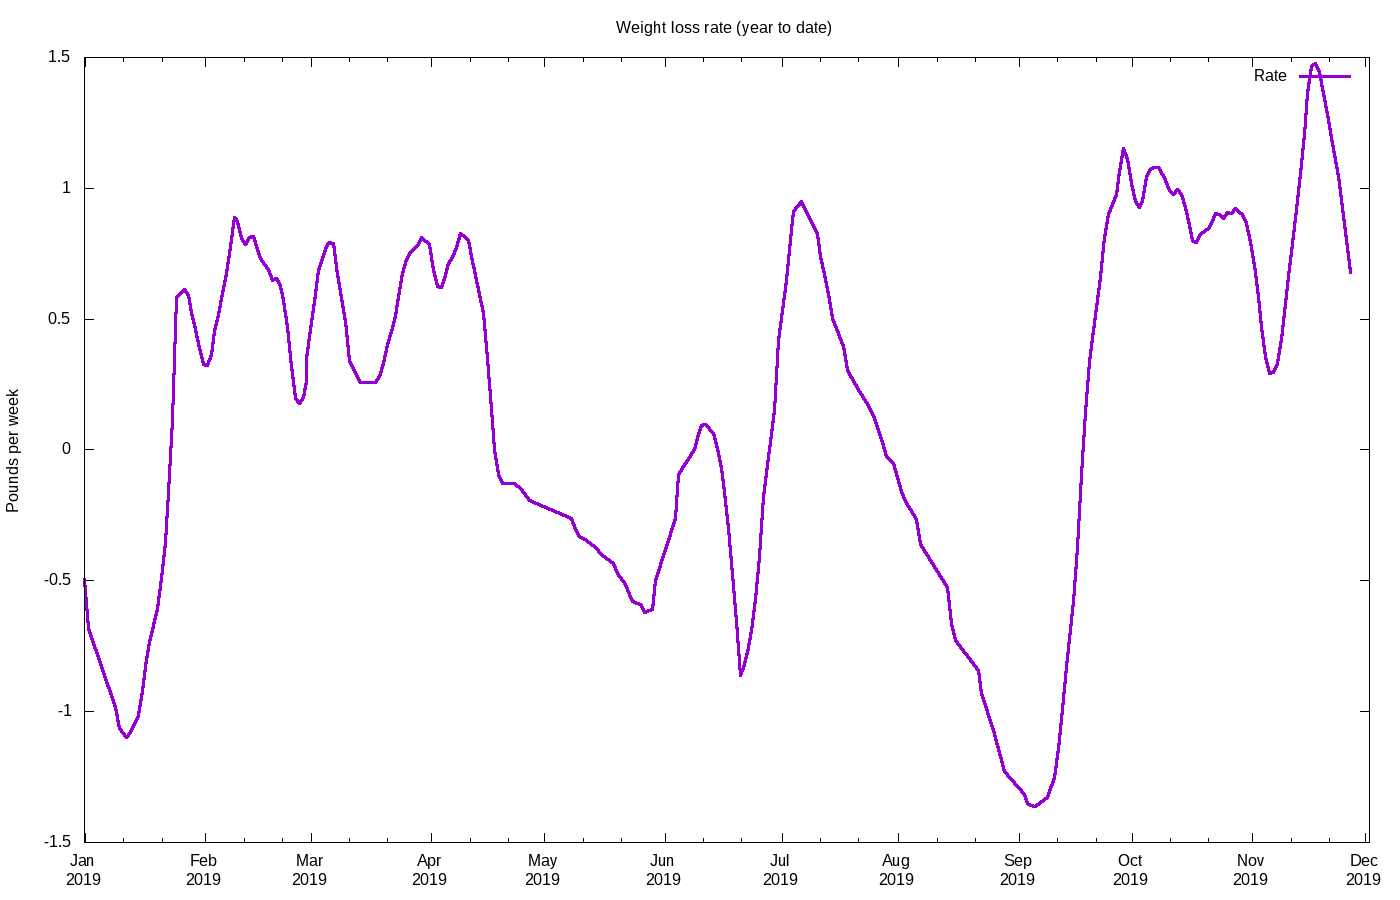 Weight loss rate (year to date)
Rate
Pounds per week
1.5
1
0.5
0
-0.5
-1
-1.5
Jan Feb Mar Apr May Jun Jul Aug Sep Oct Nov Dec
2019 2019 2019 2019 2019 2019 2019 2019 2019 2019 2019 2019